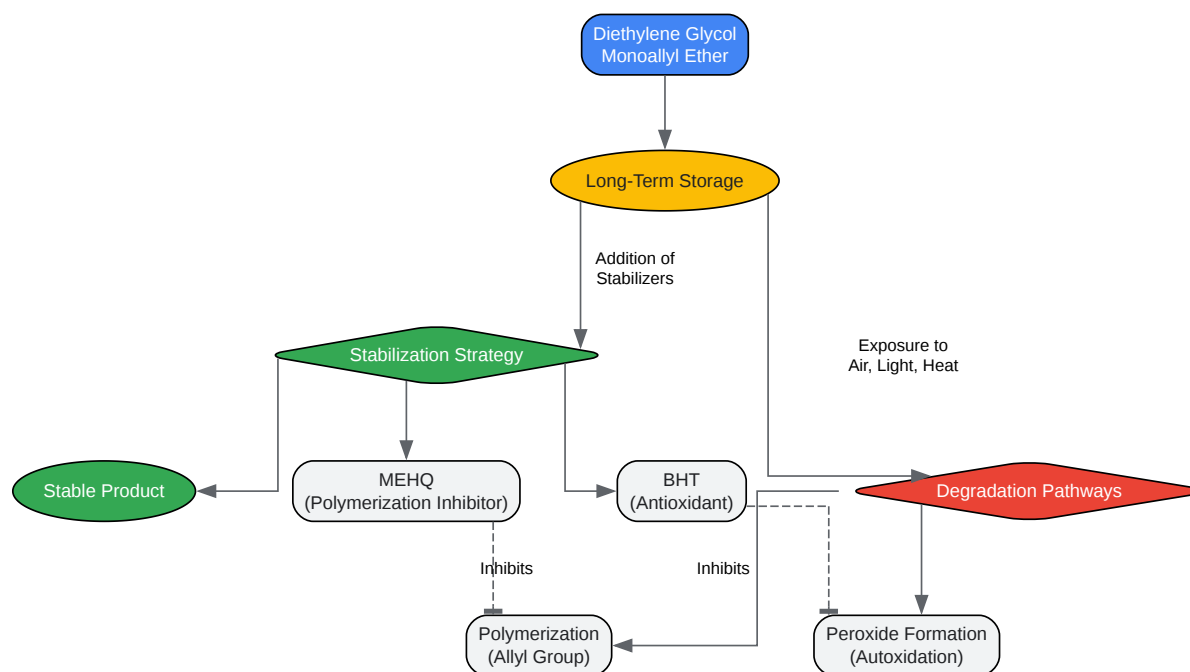 Diethylene Glycol
Monoallyl Ether
Long-Term Storage
Addition of
Stabilizers
Stabilization Strategy
Exposure to
Air, Light, Heat
Stable Product
MEHQ
(Polymerization Inhibitor)
BHT
(Antioxidant)
Degradation Pathways
Inhibits
Inhibits
Polymerization
(Allyl Group)
Peroxide Formation
(Autoxidation)